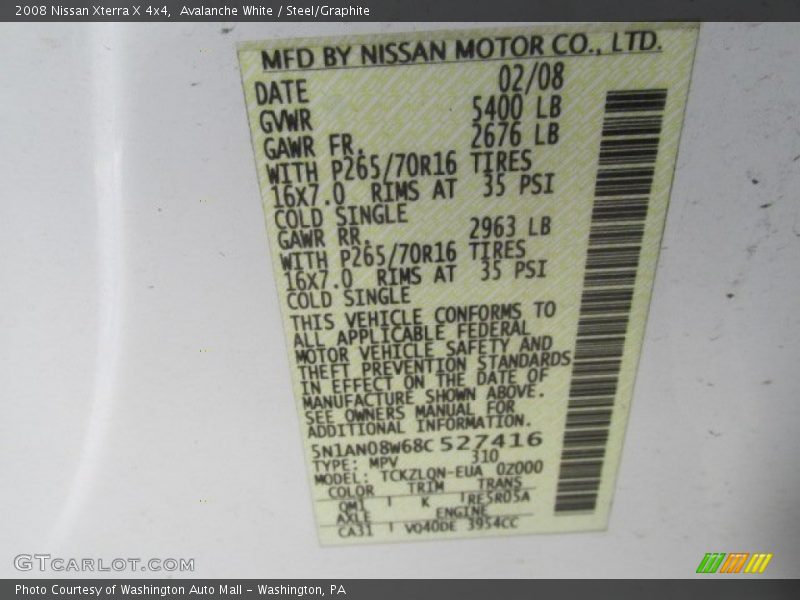 2008 Nissan Xterra X 4x4, Avalanche White / Steel/Graphite
MFD BY NISSAN MOTOR CO., LTD.
DATE 02/08
GVWR 5400 LB
GAWR FR. 2676 LB
WITH P265/70R16 TIRES
16X7.0 RIMS AT 35 PSI
COLD SINGLE
GAWR RR. 2963 LB
WITH P265/70R16 TIRES
16X7.0 RIMS AT 35 PSI
COLD SINGLE
THIS VEHICLE CONFORMS TO
ALL APPLICABLE FEDERAL
MOTOR VEHICLE SAFETY AND
THEFT PREVENTION STANDARDS
IN EFFECT ON THE DATE OF
MANUFACTURE SHOWN ABOVE.
SEE OWNERS MANUAL FOR
ADDITIONAL INFORMATION.
5N1AN08W68C527416
TYPE: MPV 310
MODEL: TCKZLQN-EUA 0Z000
COLOR TRIM TRANS
QM1 K RE5R05A
AXLE ENGINE
CA31 VQ40DE 3954CC
GTCARLOT.COM
Photo Courtesy of Washington Auto Mall - Washington, PA